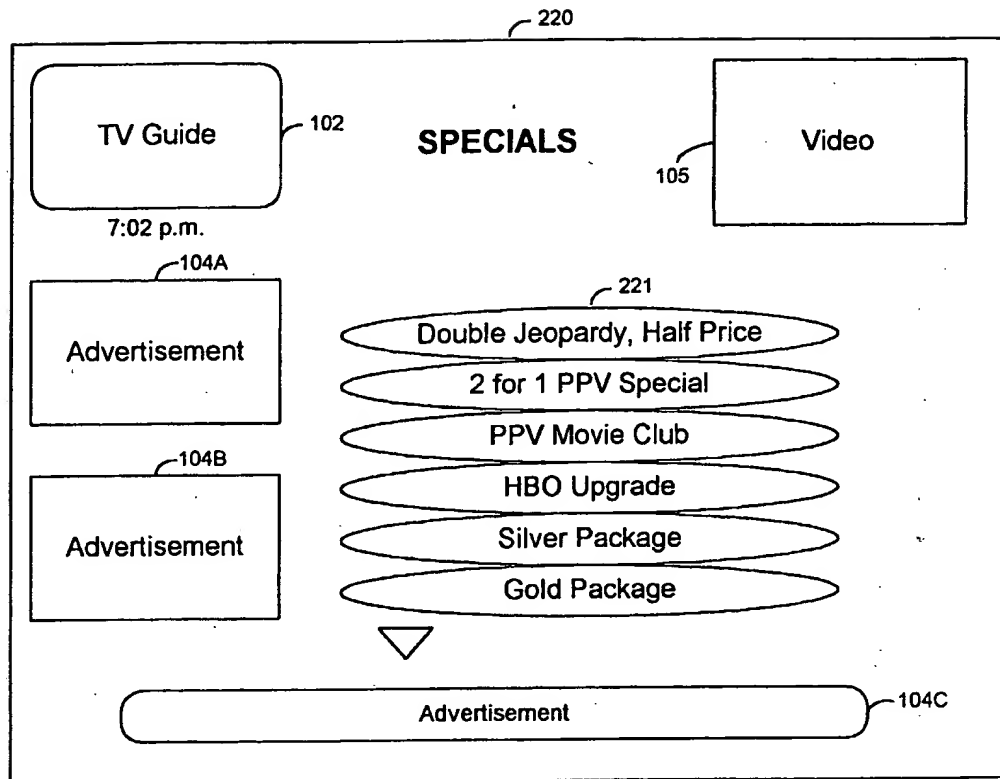 220
TV Guide
102
SPECIALS
105
Video
7:02 p.m.
104A
Advertisement
221
Double Jeopardy, Half Price
2 for 1 PPV Special
PPV Movie Club
104B
HBO Upgrade
Advertisement
Silver Package
Gold Package
Advertisement
104C